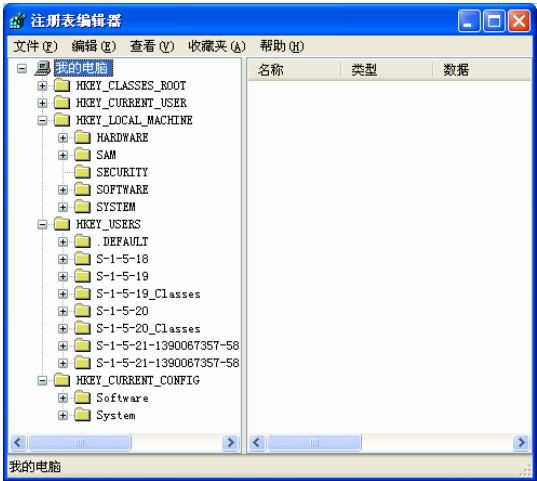 注册表编辑器
文件(F) 编辑(E) 查看(V) 收藏夹(A) 帮助(H)
我的电脑
HKEY_CLASSES_ROOT
HKEY_CURRENT_USER
HKEY_LOCAL_MACHINE
HARDWARE
SAM
SECURITY
SOFTWARE
SYSTEM
HKEY_USERS
.DEFAULT
S-1-5-18
S-1-5-19
S-1-5-19_Classes
S-1-5-20
S-1-5-20_Classes
S-1-5-21-1390067357-58
S-1-5-21-1390067357-58
HKEY_CURRENT_CONFIG
Software
System
名称 类型 数据
我的电脑